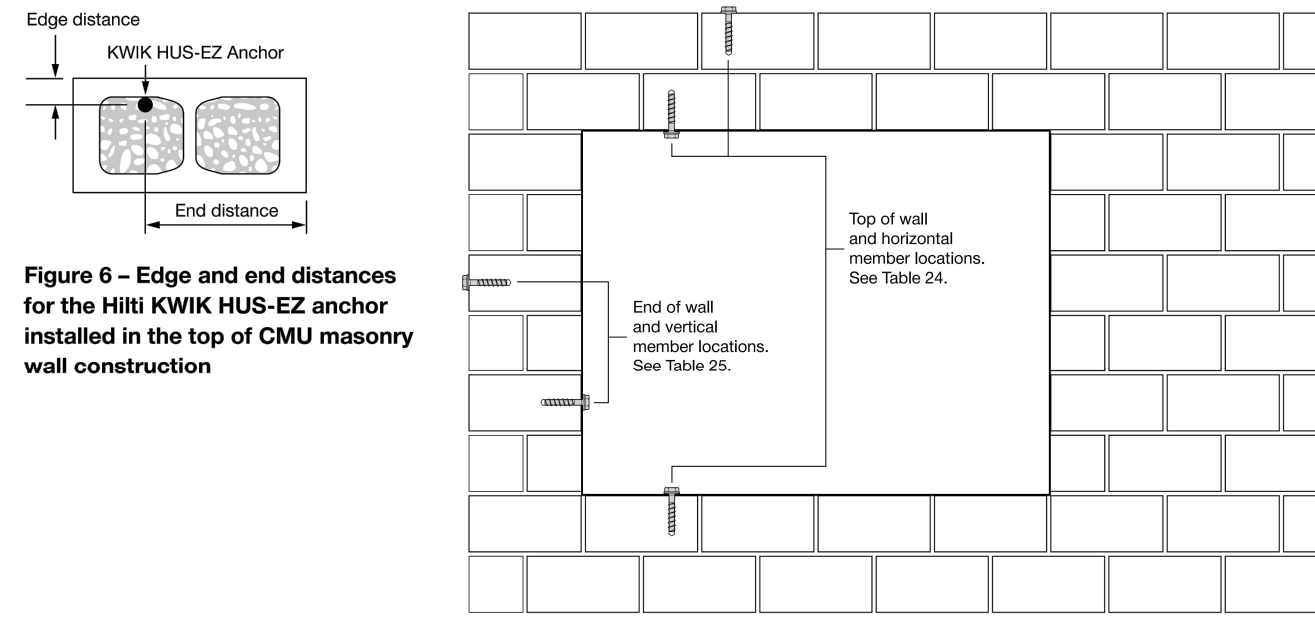 Edge distance
KWIK HUS-EZ Anchor
End distance
Figure 6 – Edge and end distances
for the Hilti KWIK HUS-EZ anchor
installed in the top of CMU masonry
wall construction
Top of wall
and horizontal
member locations.
See Table 24.
End of wall
and vertical
member locations.
See Table 25.